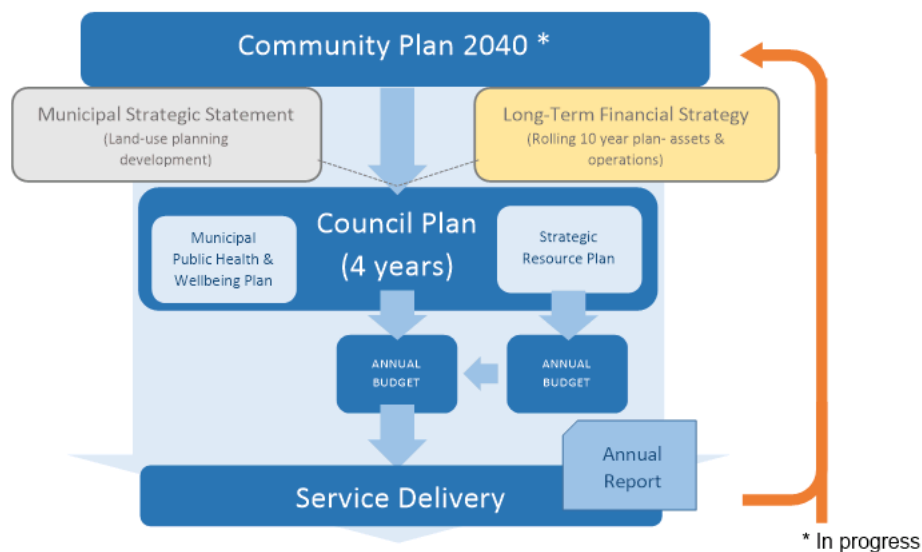 Community Plan 2040 *
Municipal Strategic Statement
(Land-use planning
development)
Long-Term Financial Strategy
(Rolling 10 year plan- assets &
operations)
Council Plan
(4 years)
Municipal
Public Health &
Wellbeing Plan
Strategic
Resource Plan
ANNUAL
BUDGET
ANNUAL
BUDGET
Annual
Report
Service Delivery
* In progress